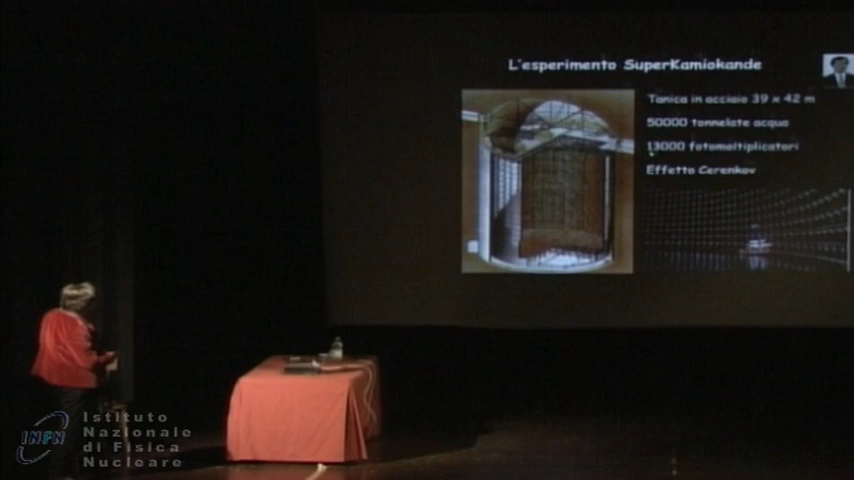 L'esperimento SuperKamiokande
Tanica in acciaio 39 x 42 m
50000 tonnelate acqua
13000 fotomoltiplicatori
Effetto Cerenkov
INFN
Istituto
Nazionale
di Fisica
Nucleare